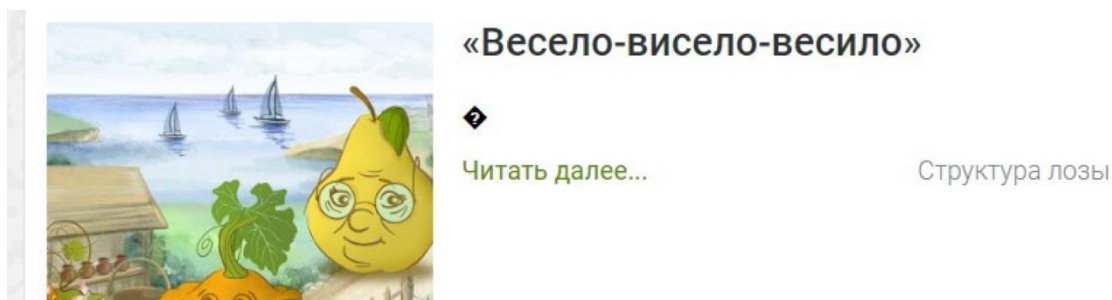 «Весело-висело-весило»
�
Читать далее...
Структура лозы